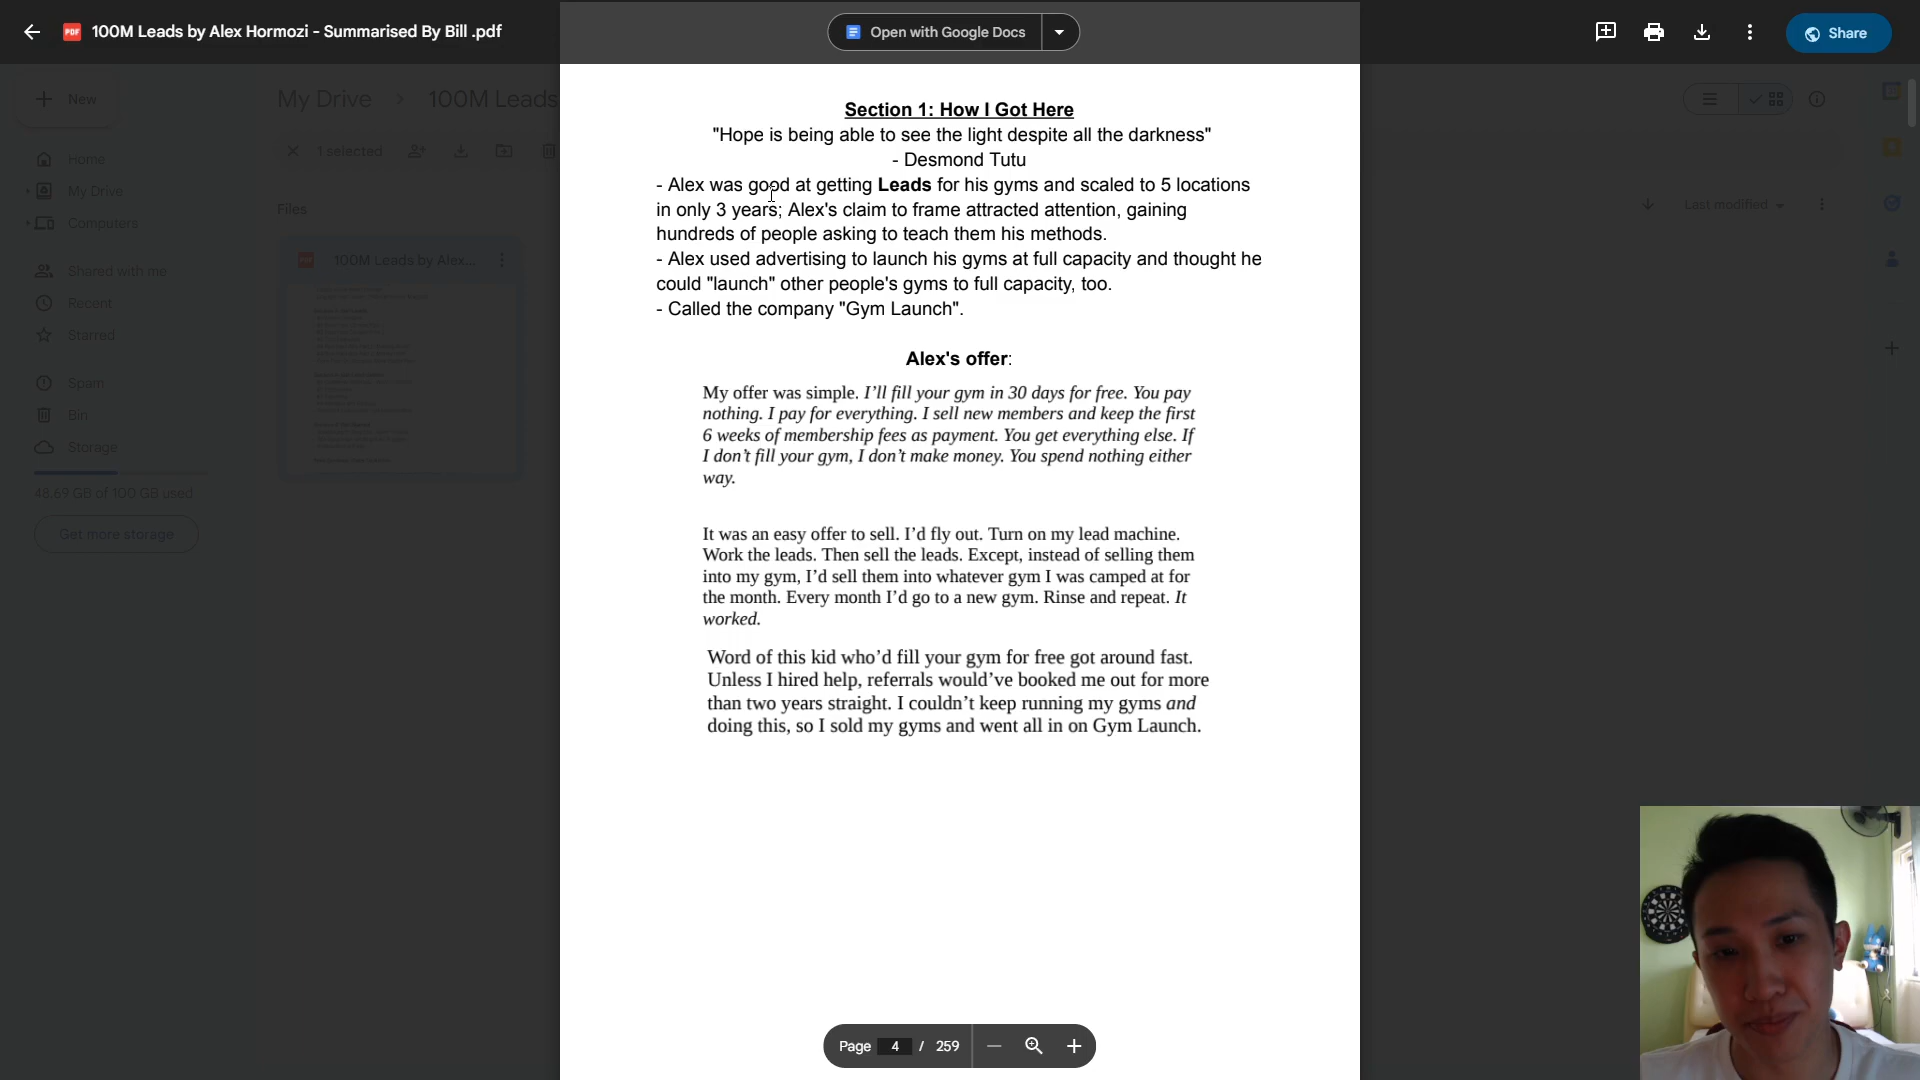 100M Leads by Alex Hormozi - Summarised By Bill .pdf
Open with Google Docs
Share
New
My Drive > 100M Leads
1 selected
Home
My Drive
Computers
Shared with me
Recent
Starred
Spam
Bin
Storage
48.69 GB of 100 GB used
Get more storage
Files
Last modified
100M Leads by Alex...
Section 1: How I Got Here
"Hope is being able to see the light despite all the darkness"
- Desmond Tutu
- Alex was good at getting Leads for his gyms and scaled to 5 locations
in only 3 years; Alex's claim to frame attracted attention, gaining
hundreds of people asking to teach them his methods.
- Alex used advertising to launch his gyms at full capacity and thought he
could "launch" other people's gyms to full capacity, too.
- Called the company "Gym Launch".
Alex's offer:
My offer was simple. I'll fill your gym in 30 days for free. You pay
nothing. I pay for everything. I sell new members and keep the first
6 weeks of membership fees as payment. You get everything else. If
I don't fill your gym, I don't make money. You spend nothing either
way.
It was an easy offer to sell. I'd fly out. Turn on my lead machine.
Work the leads. Then sell the leads. Except, instead of selling them
into my gym, I'd sell them into whatever gym I was camped at for
the month. Every month I'd go to a new gym. Rinse and repeat. It
worked.
Word of this kid who'd fill your gym for free got around fast.
Unless I hired help, referrals would've booked me out for more
than two years straight. I couldn't keep running my gyms and
doing this, so I sold my gyms and went all in on Gym Launch.
Page 4 / 259